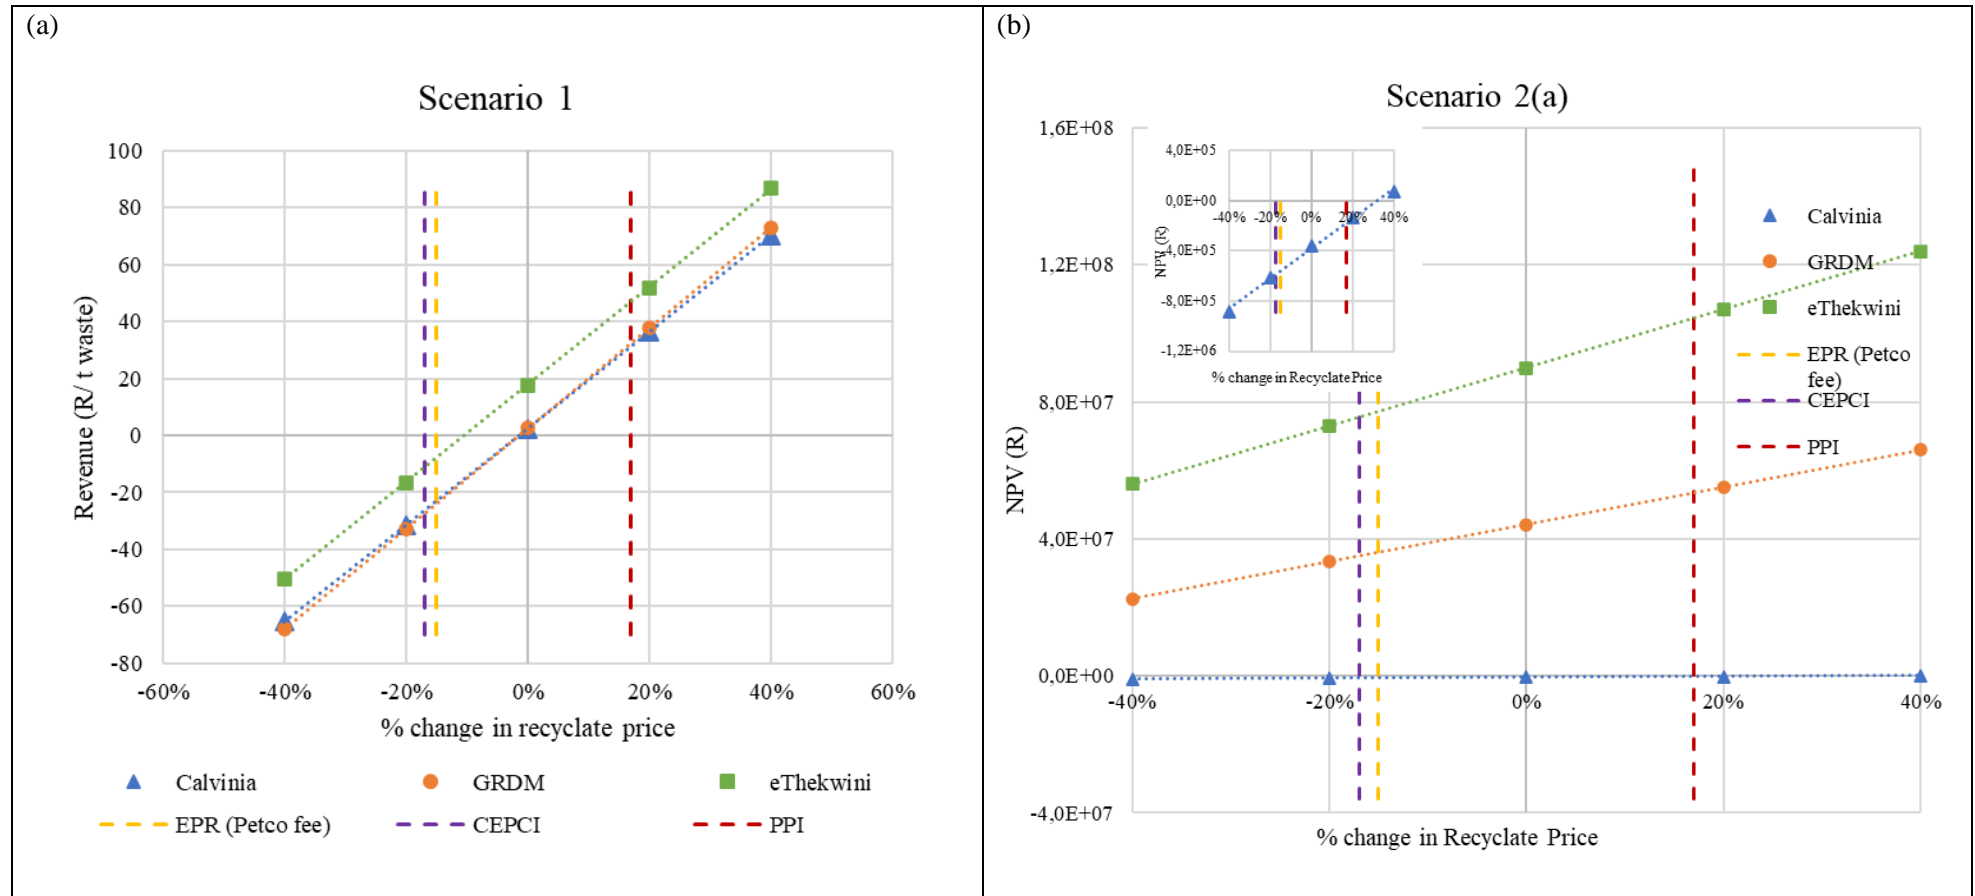 (a)
Scenario 1
100
80
60
40
20
0
-20
-40
-60
-80
Revenue (R/ t waste)
-60%
-40%
-20%
0%
20%
40%
60%
% change in recyclate price
Calvinia
GRDM
eThekwini
EPR (Petco fee)
CEPCI
PPI
(b)
Scenario 2(a)
1,6E+08
1,2E+08
8,0E+07
4,0E+07
0,0E+00
-4,0E+07
NPV (R)
-40%
-20%
0%
20%
40%
% change in Recyclate Price
4,0E+05
0,0E+00
-4,0E+05
-8,0E+05
-1,2E+06
NPV (R)
-40%
-20%
0%
20%
40%
% change in Recyclate Price
Calvinia
GRDM
eThekwini
EPR (Petco
fee)
CEPCI
PPI